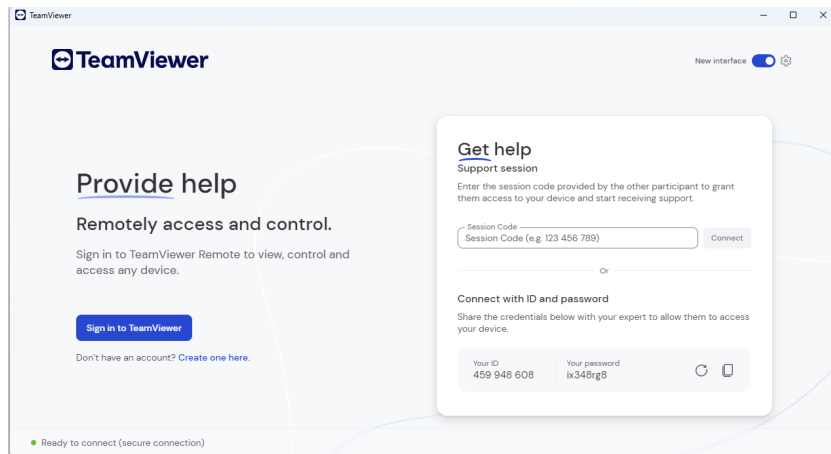 TeamViewer
TeamViewer
New interface
Provide help
Remotely access and control.
Sign in to TeamViewer Remote to view, control and
access any device.
Sign in to TeamViewer
Don't have an account? Create one here.
Get help
Support session
Enter the session code provided by the other participant to grant
them access to your device and start receiving support.
Session Code
Session Code (e.g. 123 456 789)
Connect
Or
Connect with ID and password
Share the credentials below with your expert to allow them to access
your device.
Your ID
459 948 608
Your password
ix348rg8
Ready to connect (secure connection)